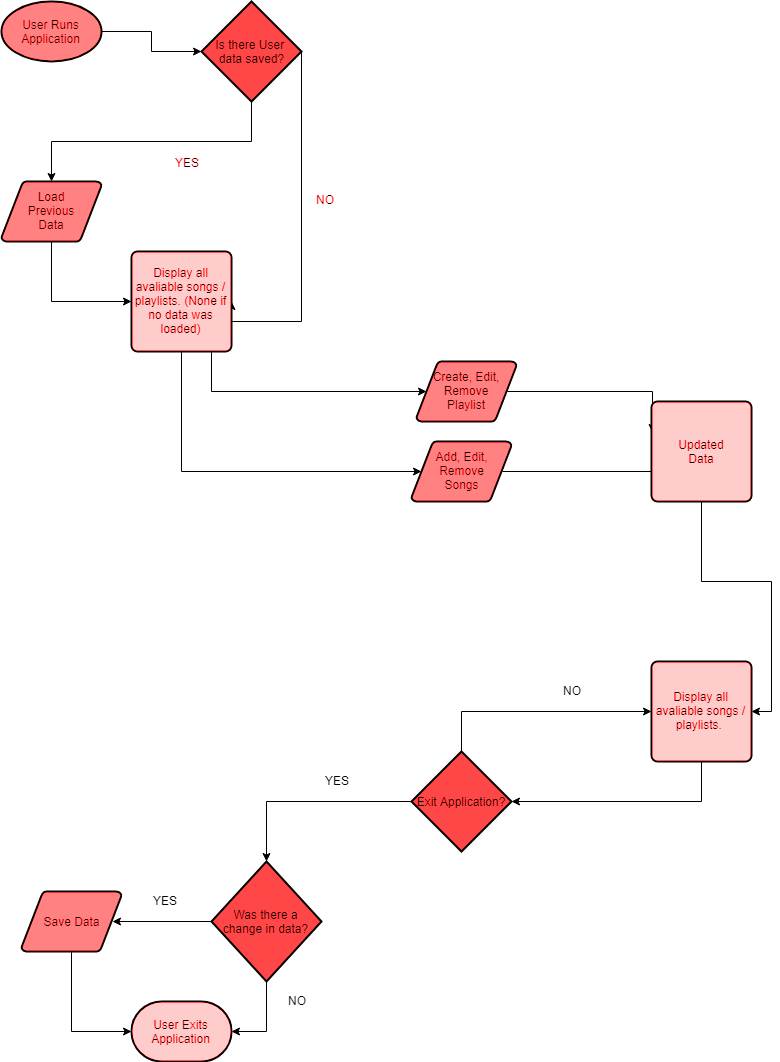 User Runs
Application
Is there User
data saved?
YES
NO
Load
Previous
Data
Display all
avaliable songs /
playlists. (None if
no data was
loaded)
Create, Edit,
Remove
Playlist
Add, Edit,
Remove
Songs
Updated
Data
Display all
avaliable songs /
playlists.
NO
Exit Application?
YES
Was there a
change in data?
YES
Save Data
NO
User Exits
Application